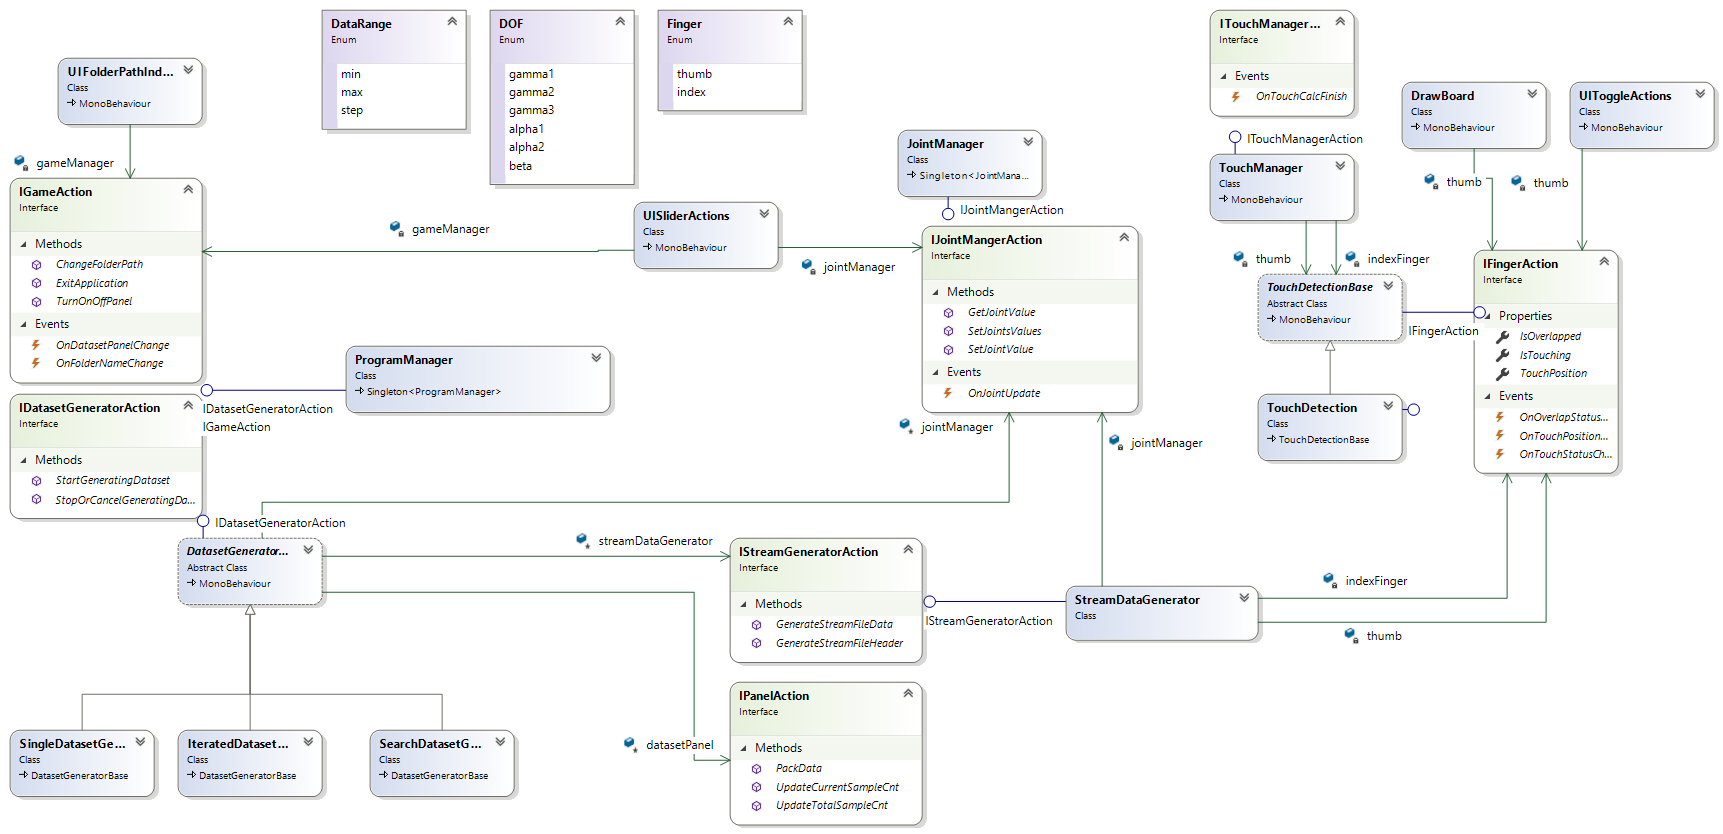 UIFolderPathInd...
Class
MonoBehaviour
gameManager
IGameAction
Interface
Methods
ChangeFolderPath
ExitApplication
TurnOnOffPanel
Events
OnDatasetPanelChange
OnFolderNameChange
IDatasetGeneratorAction
Interface
Methods
StartGeneratingDataset
StopOrCancelGeneratingDa...
DataRange
Enum
min
max
step
DOF
Enum
gamma1
gamma2
gamma3
alpha1
alpha2
beta
Finger
Enum
thumb
index
gameManager
UISliderActions
Class
MonoBehaviour
jointManager
ProgramManager
Class
Singleton<ProgramManager>
IDatasetGeneratorAction
IGameAction
JointManager
Class
Singleton<JointMana...
IJointMangerAction
IJointMangerAction
Interface
Methods
GetJointValue
SetJointsValues
SetJointValue
Events
OnJointUpdate
jointManager
jointManager
ITouchManager...
Interface
Events
OnTouchCalcFinish
ITouchManagerAction
TouchManager
Class
MonoBehaviour
thumb
indexFinger
TouchDetectionBase
Abstract Class
MonoBehaviour
IFingerAction
TouchDetection
Class
TouchDetectionBase
DrawBoard
Class
MonoBehaviour
thumb
UIToggleActions
Class
MonoBehaviour
thumb
IFingerAction
Interface
Properties
IsOverlapped
IsTouching
TouchPosition
Events
OnOverlapStatus...
OnTouchPosition...
OnTouchStatusCh...
IDatasetGeneratorAction
DatasetGenerator...
Abstract Class
MonoBehaviour
streamDataGenerator
IStreamGeneratorAction
Interface
Methods
GenerateStreamFileData
GenerateStreamFileHeader
IStreamGeneratorAction
StreamDataGenerator
Class
indexFinger
thumb
datasetPanel
IPanelAction
Interface
Methods
PackData
UpdateCurrentSampleCnt
UpdateTotalSampleCnt
SingleDatasetGe...
Class
DatasetGeneratorBase
IteratedDataset...
Class
DatasetGeneratorBase
SearchDatasetG...
Class
DatasetGeneratorBase